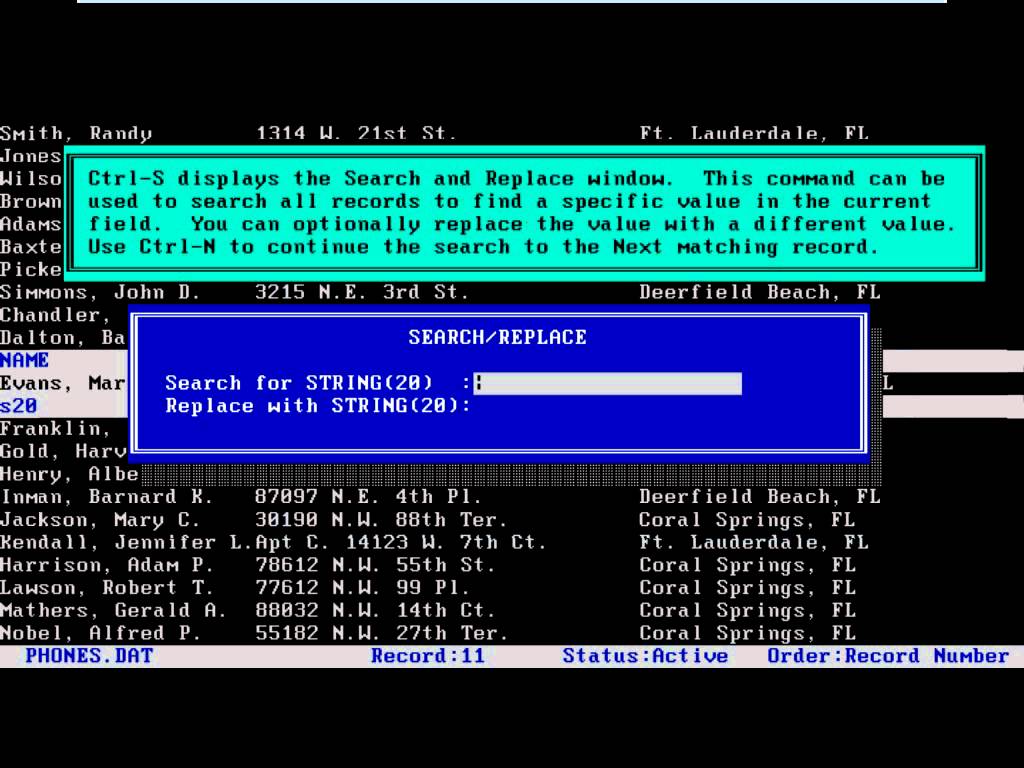 Smith, Randy 1314 W. 21st St. Ft. Lauderdale, FL
Jones
Wilso
Ctrl-S displays the Search and Replace window. This command can be
Brown
used to search all records to find a specific value in the current
Adams
field. You can optionally replace the value with a different value.
Baxte
Use Ctrl-N to continue the search to the Next matching record.
Picke
Simmons, John D. 3215 N.E. 3rd St. Deerfield Beach, FL
Chandler,
Dalton, Ba
SEARCH/REPLACE
NAME
Evans, Mar
Search for STRING(20) :
L
s20
Replace with STRING(20):
Franklin,
Gold, Harv
Henry, Albe
Inman, Barnard K. 87097 N.E. 4th Pl. Deerfield Beach, FL
Jackson, Mary C. 30190 N.W. 88th Ter. Coral Springs, FL
Kendall, Jennifer L.Apt C. 14123 W. 7th Ct. Ft. Lauderdale, FL
Harrison, Adam P. 78612 N.W. 55th St. Coral Springs, FL
Lawson, Robert T. 77612 N.W. 99 Pl. Coral Springs, FL
Mathers, Gerald A. 88032 N.W. 14th Ct. Coral Springs, FL
Nobel, Alfred P. 55182 N.W. 27th Ter. Coral Springs, FL
PHONES.DAT Record:11 Status:Active Order:Record Number